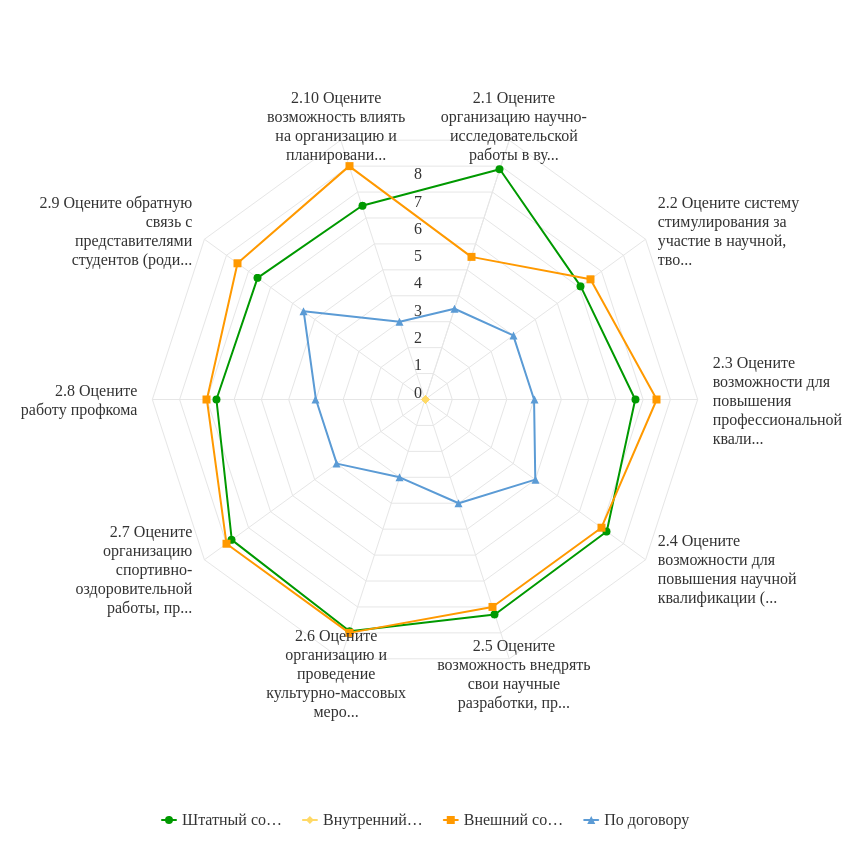 2.10 Оцените
возможность влиять
на организацию и
планировани...
2.1 Оцените
организацию научно-
исследовательской
работы в ву...
2.9 Оцените обратную
связь с
представителями
студентов (роди...
2.2 Оцените систему
стимулирования за
участие в научной,
тво...
8
7
6
5
4
3
2
1
0
2.8 Оцените
работу профкома
2.3 Оцените
возможности для
повышения
профессиональной
квали...
2.7 Оцените
организацию
спортивно-
оздоровительной
работы, пр...
2.4 Оцените
возможности для
повышения научной
квалификации (...
2.6 Оцените
организацию и
проведение
культурно-массовых
меро...
2.5 Оцените
возможность внедрять
свои научные
разработки, пр...
Штатный со… Внутренний… Внешний со… По договору